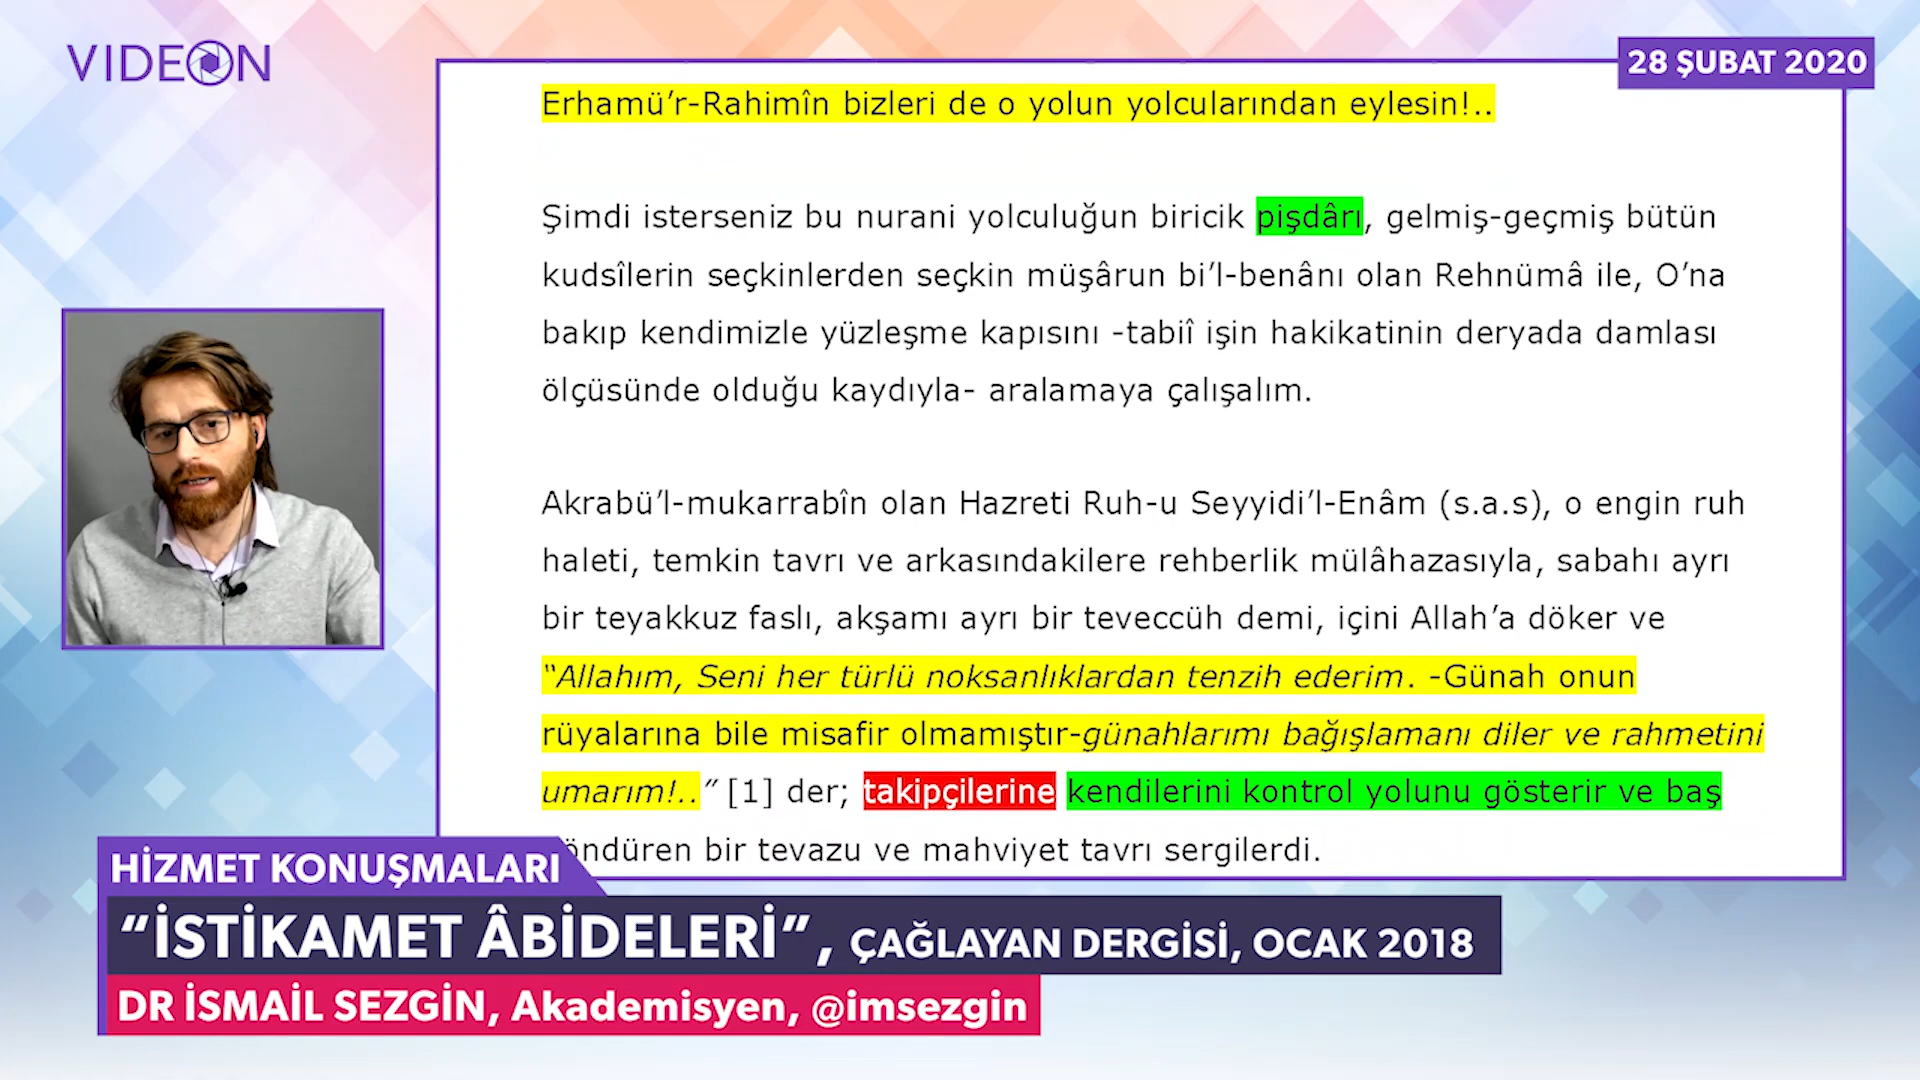 VIDEON
28 ŞUBAT 2020
Erhamü’r-Rahimîn bizleri de o yolun yolcularından eylesin!..
Şimdi isterseniz bu nurani yolculuğun biricik pişdârı, gelmiş-geçmiş bütün
kudsîlerin seçkinlerden seçkin müşârun bi’l-benânı olan Rehnümâ ile, O’na
bakıp kendimizle yüzleşme kapısını -tabiî işin hakikatinin deryada damlası
ölçüsünde olduğu kaydıyla- aralamaya çalışalım.
Akrabü’l-mukarrabîn olan Hazreti Ruh-u Seyyidi’l-Enâm (s.a.s), o engin ruh
haleti, temkin tavrı ve arkasındakilere rehberlik mülâhazasıyla, sabahı ayrı
bir teyakkuz faslı, akşamı ayrı bir teveccüh demi, içini Allah’a döker ve
“Allahım, Seni her türlü noksanlıklardan tenzih ederim. -Günah onun
rüyalarına bile misafir olmamıştır-günahlarımı bağışlamanı diler ve rahmetini
umarım!..” [1] der; takipçilerine kendilerini kontrol yolunu gösterir ve baş
öndüren bir tevazu ve mahviyet tavrı sergilerdi.
HİZMET KONUŞMALARI
“İSTİKAMET ÂBİDELERİ”, ÇAĞLAYAN DERGİSİ, OCAK 2018
DR İSMAİL SEZGİN, Akademisyen, @imsezgin